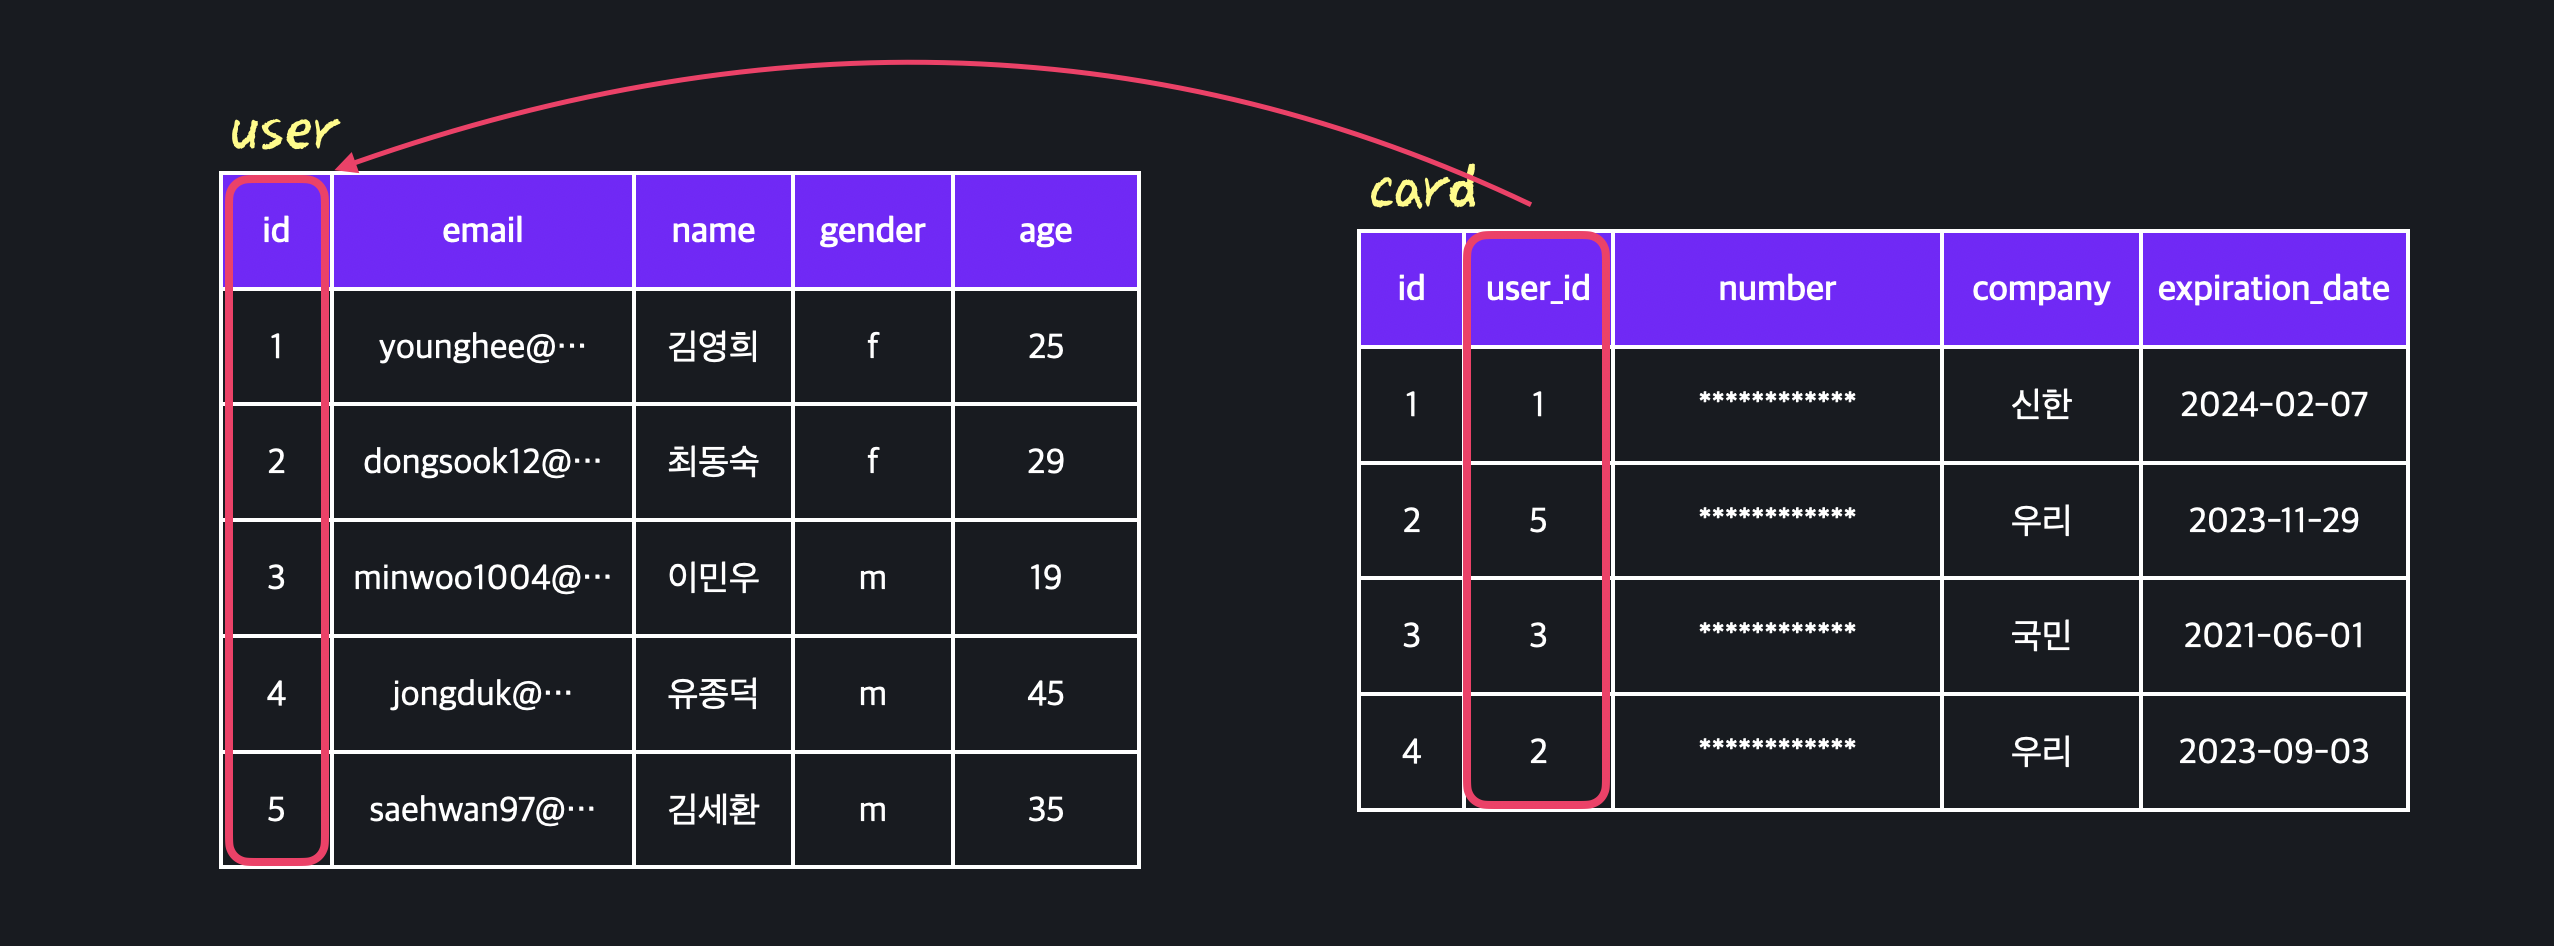 user
id email name gender age
1 younghee@… 김영희 f 25
2 dongsook12@… 최동숙 f 29
3 minwoo1004@… 이민우 m 19
4 jongduk@… 유종덕 m 45
5 saehwan97@… 김세환 m 35
card
id user_id number company expiration_date
1 1 ************ 신한 2024-02-07
2 5 ************ 우리 2023-11-29
3 3 ************ 국민 2021-06-01
4 2 ************ 우리 2023-09-03